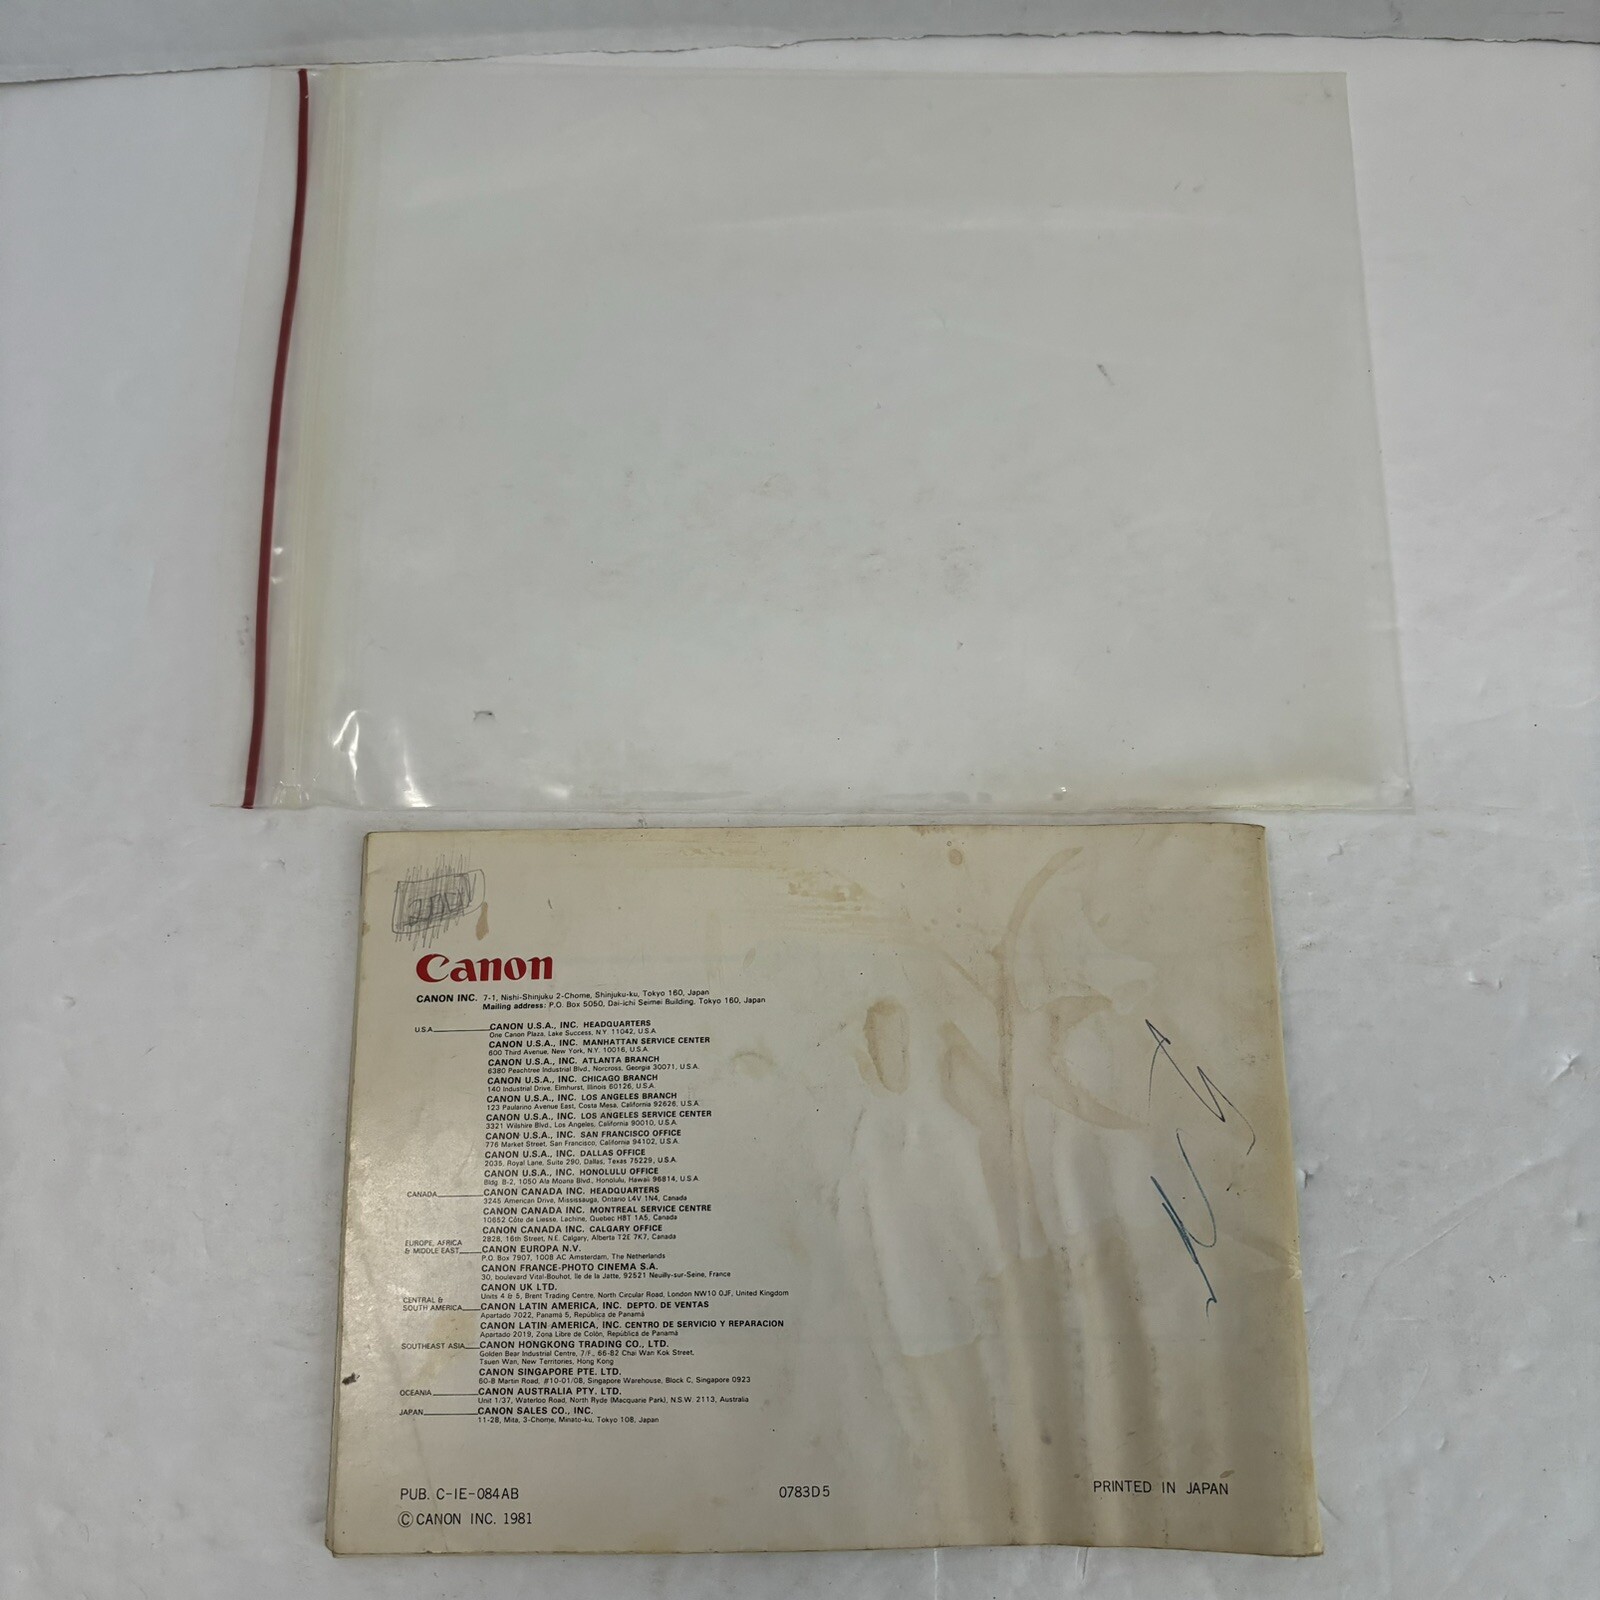 Canon
CANON INC. 7-1, Nishi-Shinjuku 2-Chome, Shinjuku-ku, Tokyo 160, Japan
Mailing address: P.O. Box 5050, Dai-ichi Seimei Building, Tokyo 160, Japan
U.S.A. CANON U.S.A., INC. HEADQUARTERS
One Canon Plaza, Lake Success, N.Y. 11042, U.S.A.
CANON U.S.A., INC. MANHATTAN SERVICE CENTER
600 Third Avenue, New York, N.Y. 10016, U.S.A.
CANON U.S.A., INC. ATLANTA BRANCH
6380 Peachtree Industrial Blvd., Norcross, Georgia 30071, U.S.A.
CANON U.S.A., INC. CHICAGO BRANCH
140 Industrial Drive, Elmhurst, Illinois 60126, U.S.A.
CANON U.S.A., INC. LOS ANGELES BRANCH
123 Paularino Avenue East, Costa Mesa, California 92626, U.S.A.
CANON U.S.A., INC. LOS ANGELES SERVICE CENTER
3321 Wilshire Blvd., Los Angeles, California 90010, U.S.A.
CANON U.S.A., INC. SAN FRANCISCO OFFICE
776 Market Street, San Francisco, California 94102, U.S.A.
CANON U.S.A., INC. DALLAS OFFICE
2035, Royal Lane, Suite 290, Dallas, Texas 75229, U.S.A.
CANON U.S.A., INC. HONOLULU OFFICE
Bldg. B-2, 1050 Ala Moana Blvd., Honolulu, Hawaii 96814, U.S.A.
CANADA CANON CANADA INC. HEADQUARTERS
3245 American Drive, Mississauga, Ontario L4V 1N4, Canada
CANON CANADA INC. MONTREAL SERVICE CENTRE
10652 Côte de Liesse, Lachine, Quebec H8T 1A5, Canada
CANON CANADA INC. CALGARY OFFICE
2828, 16th Street, N.E. Calgary, Alberta T2E 7K7, Canada
EUROPE, AFRICA
& MIDDLE EAST CANON EUROPA N.V.
P.O. Box 7907, 1008 AC Amsterdam, The Netherlands
CANON FRANCE-PHOTO CINEMA S.A.
30, boulevard Vital-Bouhot, Ile de la Jatte, 92521 Neuilly-sur-Seine, France
CANON UK LTD.
Units 4 & 5, Brent Trading Centre, North Circular Road, London NW10 0JF, United Kingdom
CENTRAL &
SOUTH AMERICA CANON LATIN AMERICA, INC. DEPTO. DE VENTAS
Apartado 7022, Panamá 5, República de Panamá
CANON LATIN AMERICA, INC. CENTRO DE SERVICIO Y REPARACION
Apartado 2019, Zona Libre de Colón, República de Panamá
SOUTHEAST ASIA CANON HONGKONG TRADING CO., LTD.
Golden Bear Industrial Centre, 7/F., 66-82 Chai Wan Kok Street,
Tsuen Wan, New Territories, Hong Kong
CANON SINGAPORE PTE. LTD.
60-B Martin Road, #10-01/08, Singapore Warehouse, Block C, Singapore 0923
OCEANIA CANON AUSTRALIA PTY. LTD.
Unit 1/37, Waterloo Road, North Ryde (Macquarie Park), N.S.W. 2113, Australia
JAPAN CANON SALES CO., INC.
11-28, Mita, 3-Chome, Minato-ku, Tokyo 108, Japan
PUB. C-IE-084AB 0783D5 PRINTED IN JAPAN
© CANON INC. 1981